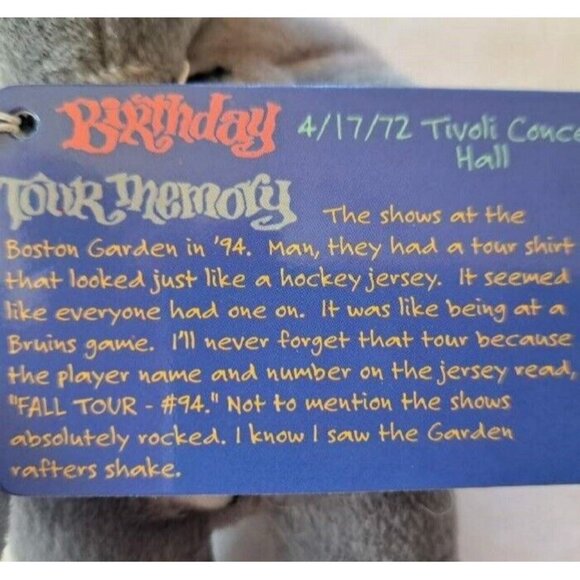 Birthday 4/17/72 Tivoli Conce
Hall
Tour Memory The shows at the
Boston Garden in '94. Man, they had a tour shirt
that looked just like a hockey jersey. It seemed
like everyone had one on. It was like being at a
Bruins game. I'll never forget that tour because
the player name and number on the jersey read,
"FALL TOUR - #94." Not to mention the shows
absolutely rocked. I know I saw the Garden
rafters shake.